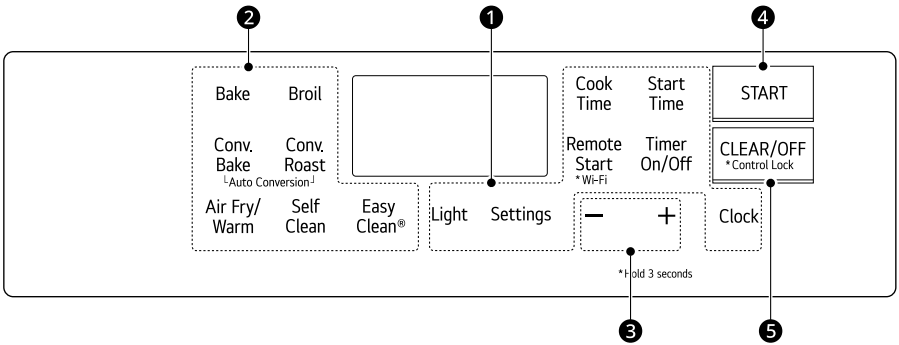 2
1
4
Bake
Broil
Conv.
Bake
Conv.
Roast
Auto Conversion
Air Fry/
Warm
Self
Clean
Easy
Clean®
Light
Settings
Cook
Time
Start
Time
Remote
Start
*Wi-Fi
Timer
On/Off
− +
Clock
START
CLEAR/OFF
*Control Lock
*Hold 3 seconds
3
5